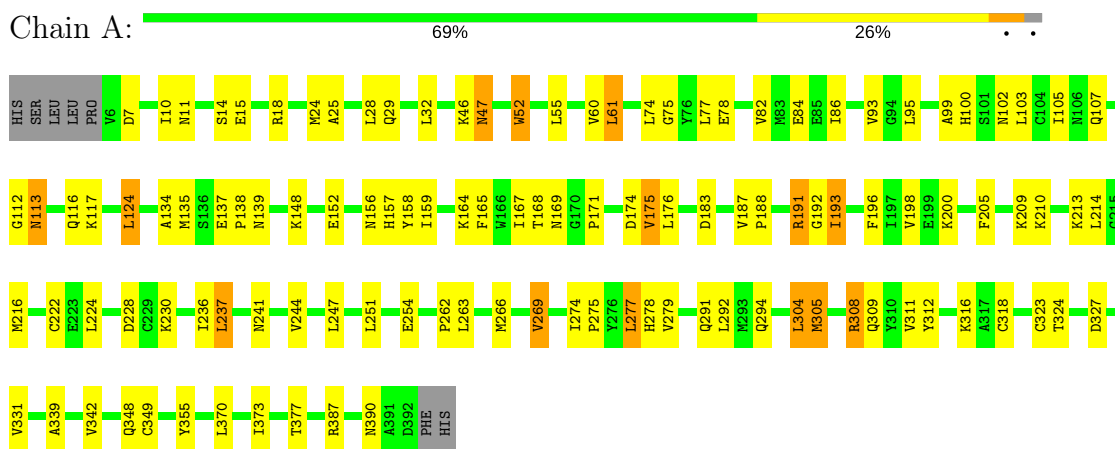 Chain A:
69% 26% • •
HIS SER LEU LEU PRO V6 D7 I10 N11 S14 E15 R18 M24 A25 L28 Q29 L32 K46 N47 W52 L55 V60 L61 L74 G75 Y76 L77 E78 V82 M83 E84 E85 I86 V93 G94 L95 A99 H100 S101 N102 L103 C104 I105 N106 Q107
G112 N113 Q116 K117 L124 A134 M135 S136 E137 P138 N139 K148 E152 N156 H157 Y158 I159 K164 F165 W166 I167 T168 N169 G170 P171 D174 V175 L176 D183 V187 P188 R191 G192 I193 F196 I197 V198 E199 K200 F205 K209 K210 K213 L214 G215
M216 C222 E223 L224 D228 C229 K230 I236 L237 N241 V244 L247 L251 E254 P262 L263 M266 V269 I274 P275 Y276 L277 H278 V279 Q291 L292 M293 Q294 L304 M305 R308 Q309 Y310 V311 Y312 K316 A317 C318 C323 T324 D327
V331 A339 V342 Q348 C349 Y355 L370 I373 T377 R387 N390 A391 D392 PHE HIS